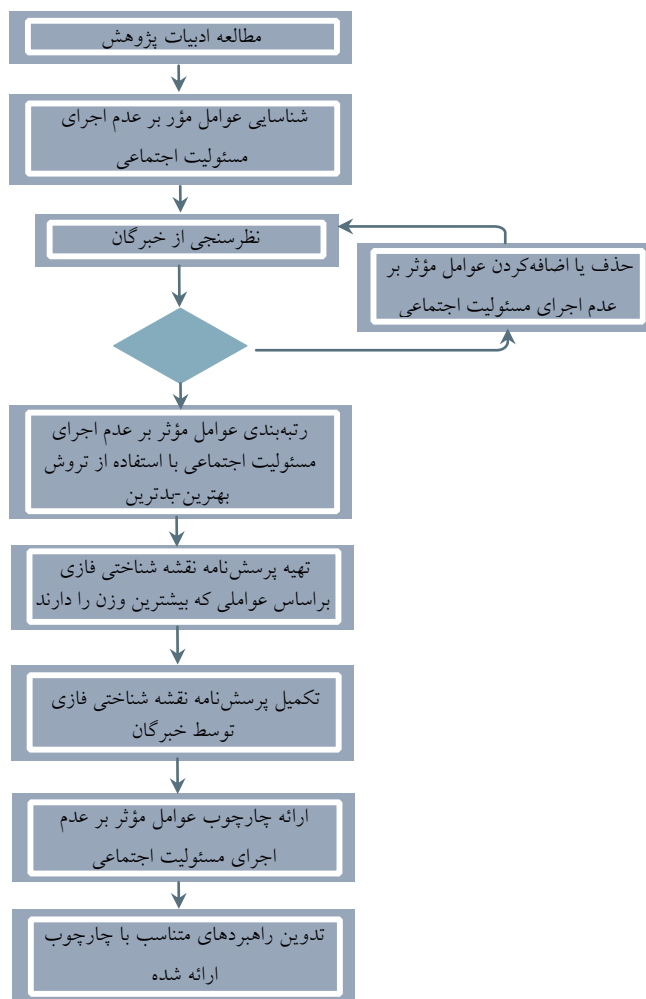 مطالعه ادبیات پژوهش
شناسایی عوامل مؤر بر عدم اجرای
مسئولیت اجتماعی
نظرسنجی از خبرگان
حذف یا اضافه‌کردن عوامل مؤثر بر
عدم اجرای مسئولیت اجتماعی
رتبه‌بندی عوامل مؤثر بر عدم اجرای
مسئولیت اجتماعی با استفاده از تروش
بهترین-بدترین
تهیه پرسش‌نامه نقشه شناختی فازی
براساس عواملی که بیشترین وزن را دارند
تکمیل پرسش‌نامه نقشه شناختی فازی
توسط خبرگان
ارائه چارچوب عوامل مؤثر بر عدم
اجرای مسئولیت اجتماعی
تدوین راهبردهای متناسب با چارچوب
ارائه شده